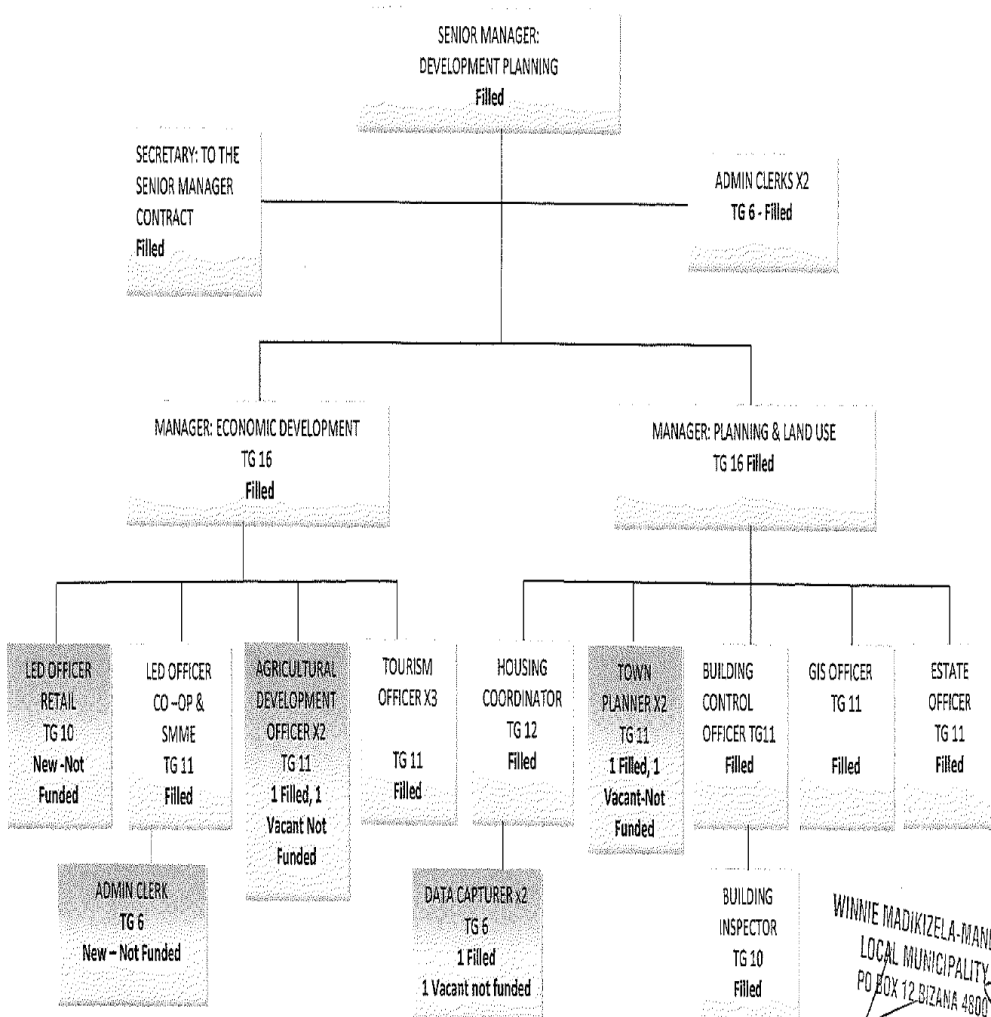 SENIOR MANAGER:
DEVELOPMENT PLANNING
Filled
SECRETARY: TO THE
SENIOR MANAGER
CONTRACT
Filled
ADMIN CLERKS X2
TG 6 - Filled
MANAGER: ECONOMIC DEVELOPMENT
TG 16
Filled
MANAGER: PLANNING & LAND USE
TG 16 Filled
LED OFFICER
RETAIL
TG 10
New -Not
Funded
LED OFFICER
CO –OP &
SMME
TG 11
Filled
AGRICULTURAL
DEVELOPMENT
OFFICER X2
TG 11
1 Filled, 1
Vacant Not
Funded
TOURISM
OFFICER X3
TG 11
Filled
HOUSING
COORDINATOR
TG 12
Filled
TOWN
PLANNER X2
TG 11
1 Filled, 1
Vacant-Not
Funded
BUILDING
CONTROL
OFFICER TG11
Filled
GIS OFFICER
TG 11
Filled
ESTATE
OFFICER
TG 11
Filled
ADMIN CLERK
TG 6
New – Not Funded
DATA CAPTURER x2
TG 6
1 Filled
1 Vacant not funded
BUILDING
INSPECTOR
TG 10
Filled
WINNIE MADIKIZELA-MAN
LOCAL MUNICIPALITY
PO BOX 12 BIZANA 4800